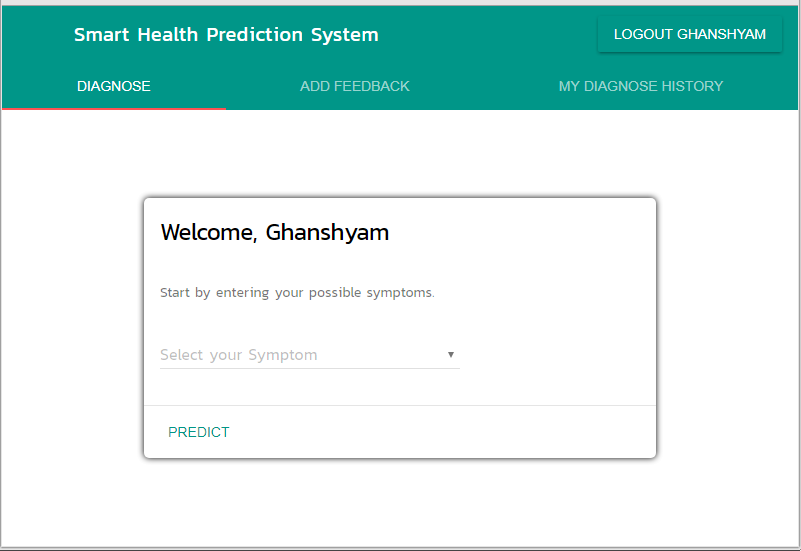 Smart Health Prediction System
LOGOUT GHANSHYAM
DIAGNOSE
ADD FEEDBACK
MY DIAGNOSE HISTORY
Welcome, Ghanshyam
Start by entering your possible symptoms.
Select your Symptom
PREDICT